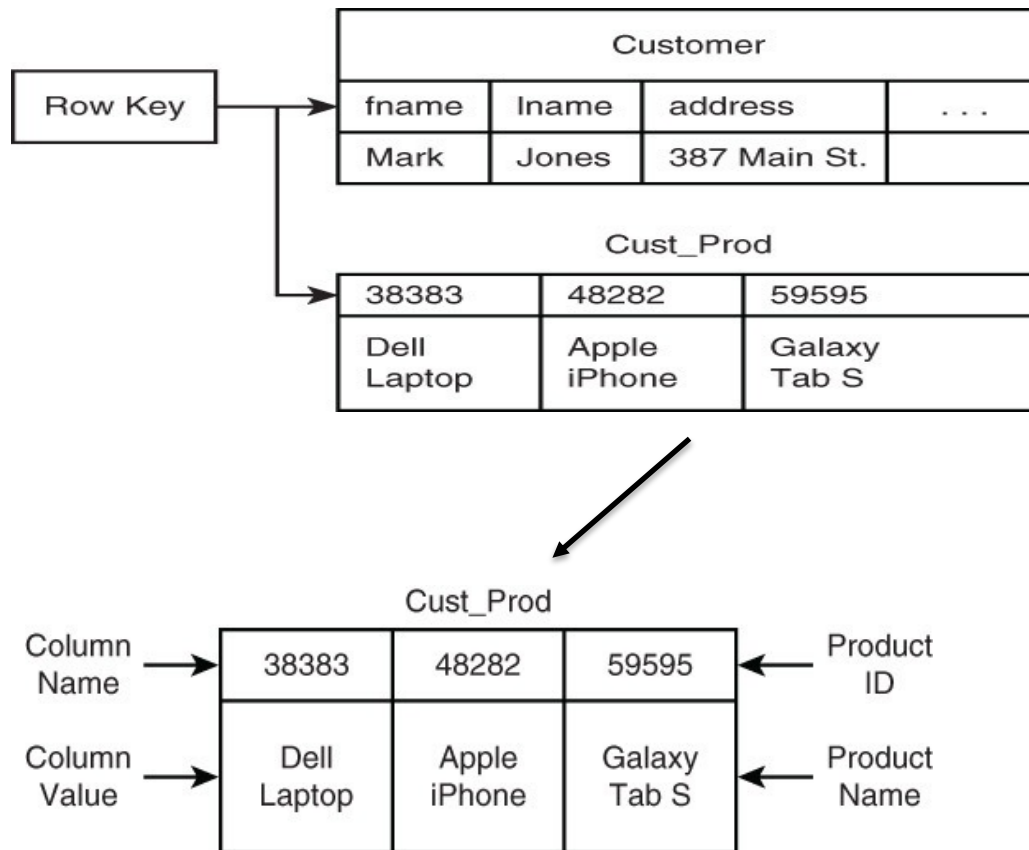 Customer
Row Key
fname lname address . . .
Mark Jones 387 Main St.
Cust_Prod
38383 48282 59595
Dell Laptop
Apple iPhone
Galaxy Tab S
Cust_Prod
Column Name
38383 48282 59595
Product ID
Column Value
Dell Laptop
Apple iPhone
Galaxy Tab S
Product Name